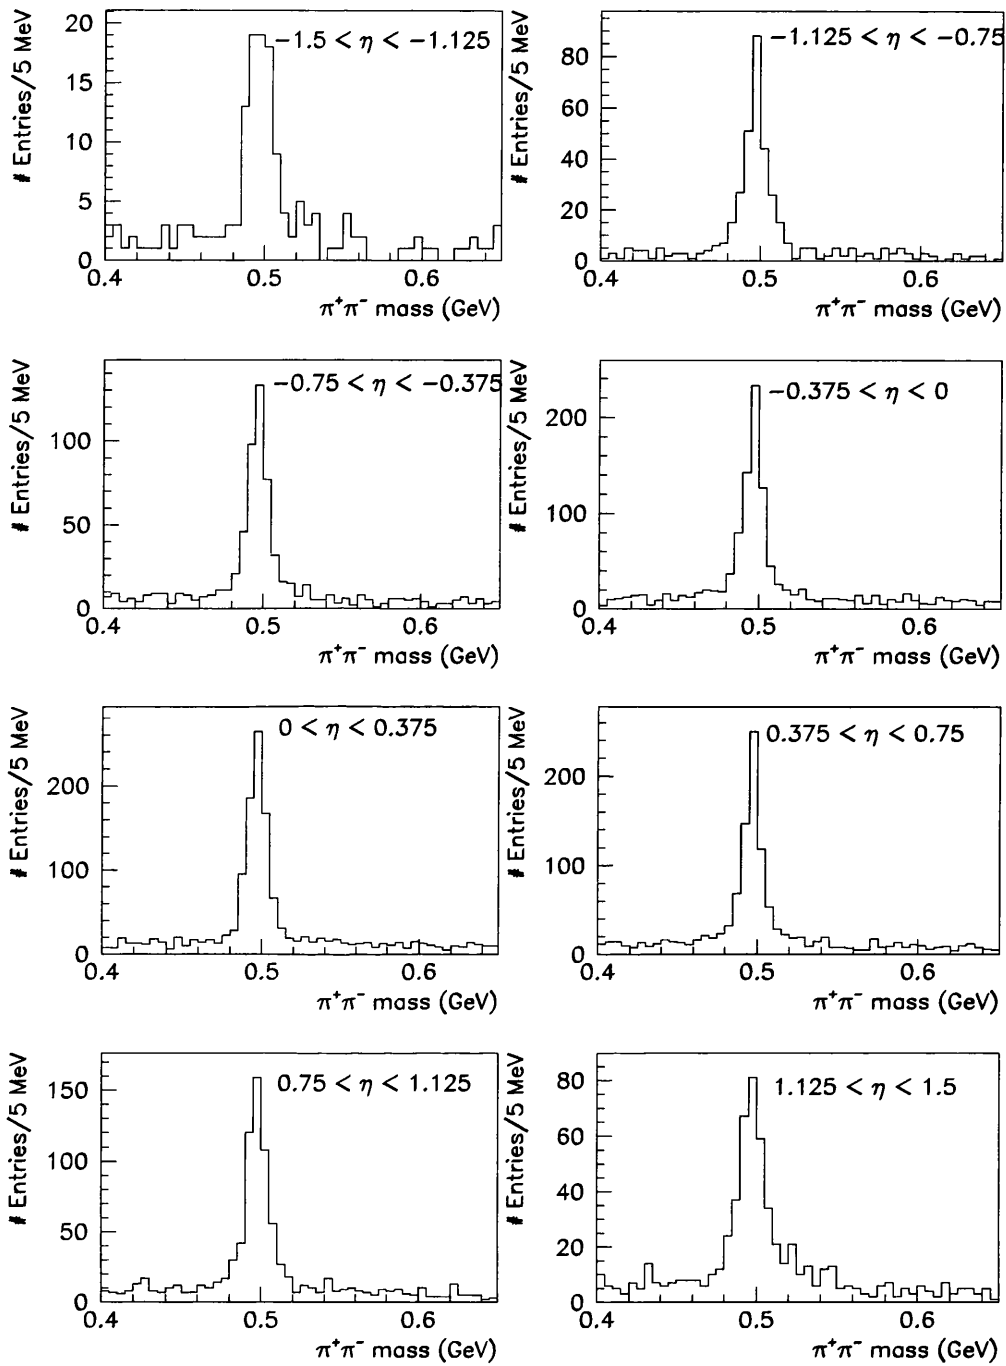 # Entries/5 MeV
20
15
10
5
0
−1.5 < η < −1.125
0.4 0.5 0.6
π⁺π⁻ mass (GeV)
# Entries/5 MeV
80
60
40
20
0
−1.125 < η < −0.75
0.4 0.5 0.6
π⁺π⁻ mass (GeV)
# Entries/5 MeV
100
50
0
−0.75 < η < −0.375
0.4 0.5 0.6
π⁺π⁻ mass (GeV)
# Entries/5 MeV
200
100
0
−0.375 < η < 0
0.4 0.5 0.6
π⁺π⁻ mass (GeV)
# Entries/5 MeV
200
100
0
0 < η < 0.375
0.4 0.5 0.6
π⁺π⁻ mass (GeV)
# Entries/5 MeV
200
100
0
0.375 < η < 0.75
0.4 0.5 0.6
π⁺π⁻ mass (GeV)
# Entries/5 MeV
150
100
50
0
0.75 < η < 1.125
0.4 0.5 0.6
π⁺π⁻ mass (GeV)
# Entries/5 MeV
80
60
40
20
0
1.125 < η < 1.5
0.4 0.5 0.6
π⁺π⁻ mass (GeV)